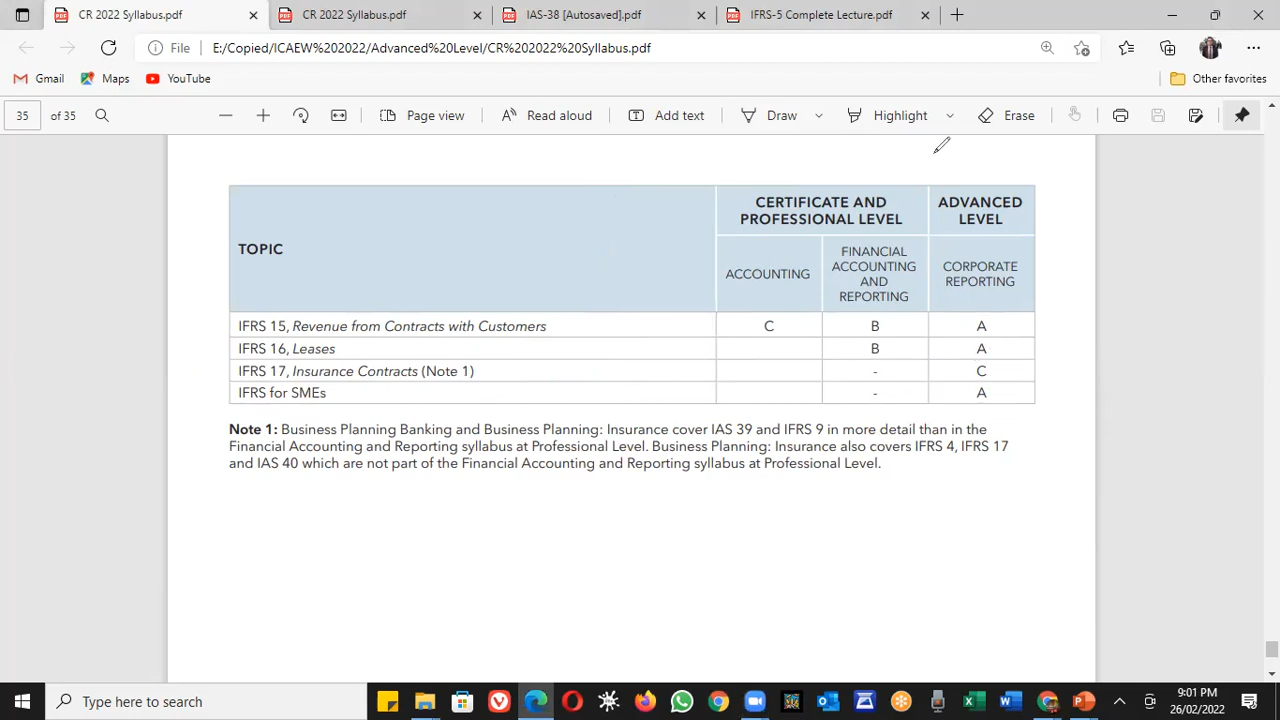 CR 2022 Syllabus.pdf
CR 2022 Syllabus.pdf
IAS-38 [Autosaved].pdf
IFRS-5 Complete Lecture.pdf
File
E:/Copied/ICAEW%202022/Advanced%20Level/CR%202022%20Syllabus.pdf
Gmail
Maps
YouTube
Other favorites
35 of 35
Page view
Read aloud
Add text
Draw
Highlight
Erase
TOPIC
CERTIFICATE AND
PROFESSIONAL LEVEL
ADVANCED
LEVEL
ACCOUNTING
FINANCIAL
ACCOUNTING
AND
REPORTING
CORPORATE
REPORTING
IFRS 15, Revenue from Contracts with Customers C B A
IFRS 16, Leases B A
IFRS 17, Insurance Contracts (Note 1) - C
IFRS for SMEs - A
Note 1: Business Planning Banking and Business Planning: Insurance cover IAS 39 and IFRS 9 in more detail than in the
Financial Accounting and Reporting syllabus at Professional Level. Business Planning: Insurance also covers IFRS 4, IFRS 17
and IAS 40 which are not part of the Financial Accounting and Reporting syllabus at Professional Level.
Type here to search
9:01 PM
26/02/2022